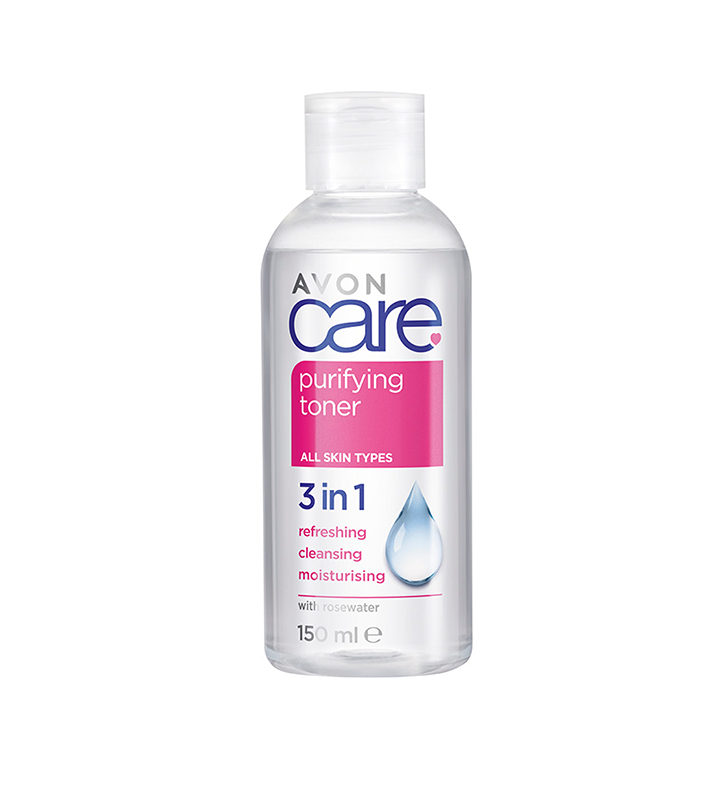 AVON
care
purifying
toner
ALL SKIN TYPES
3 in 1
refreshing
cleansing
moisturising
with rosewater
150 ml ℮